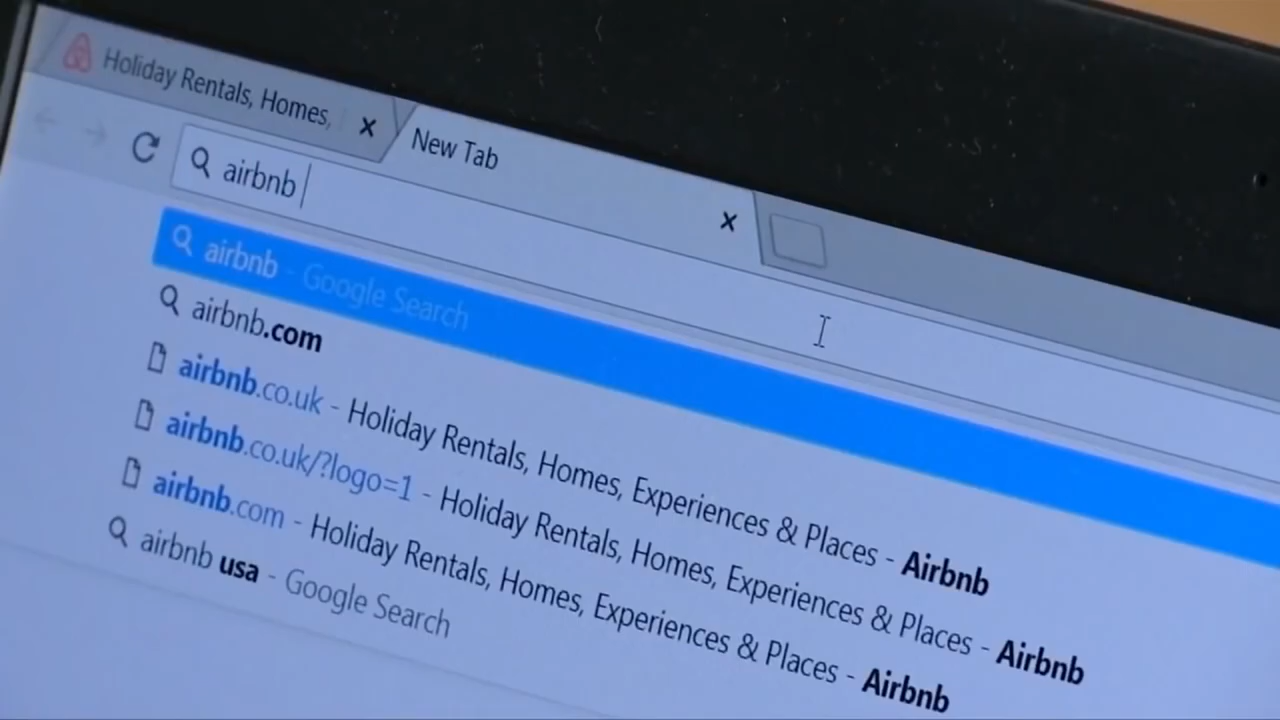 Holiday Rentals, Homes,
New Tab
airbnb
airbnb - Google Search
airbnb.com
airbnb.co.uk - Holiday Rentals, Homes, Experiences & Places - Airbnb
airbnb.co.uk/?logo=1 - Holiday Rentals, Homes, Experiences & Places - Airbnb
airbnb.com - Holiday Rentals, Homes, Experiences & Places - Airbnb
airbnb usa - Google Search